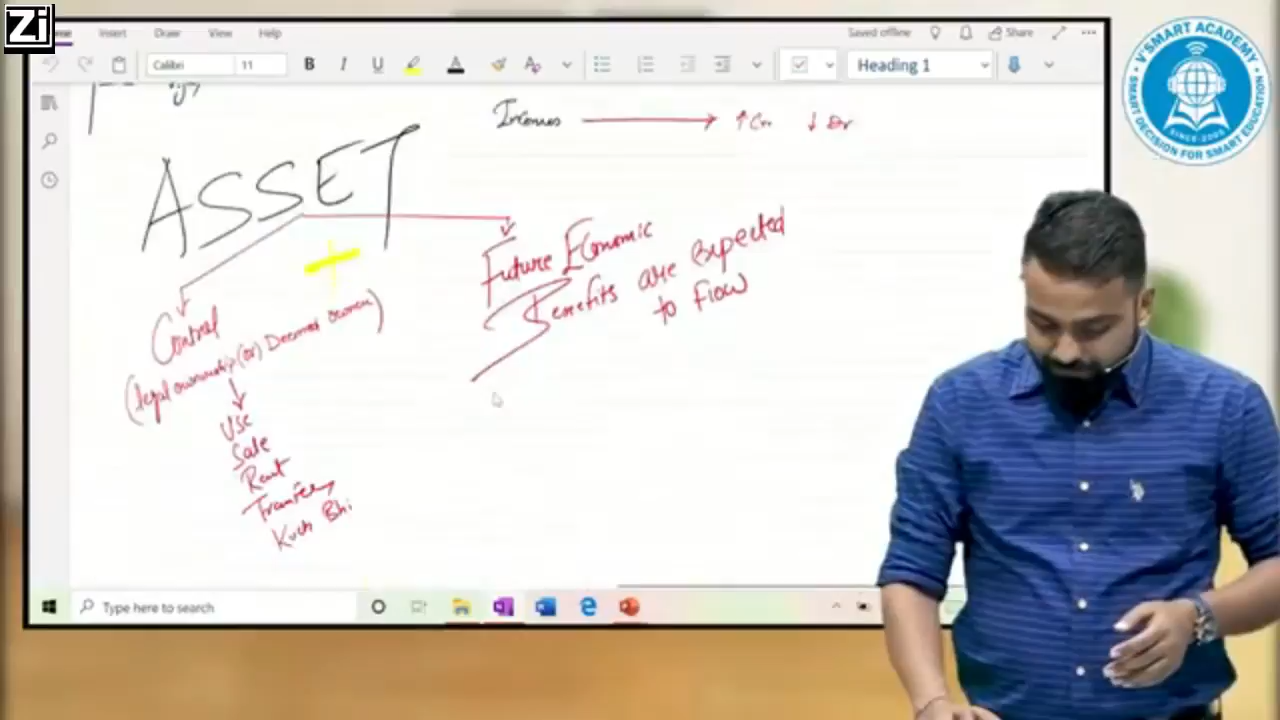 Zi
Insert Draw View Help
Saved offline
Share
Calibri 11
B I U
Heading 1
V'SMART ACADEMY
SINCE-2005
SMART DECISION FOR SMART EDUCATION
Incomes → ↑ Cr ↓ Dr
ASSET
+
Control
(legal ownership (or) Deemed owner)
Use
Sale
Rent
Transfer
Kuch Bhi
Future Economic
Benefits are expected
to Flow
Type here to search